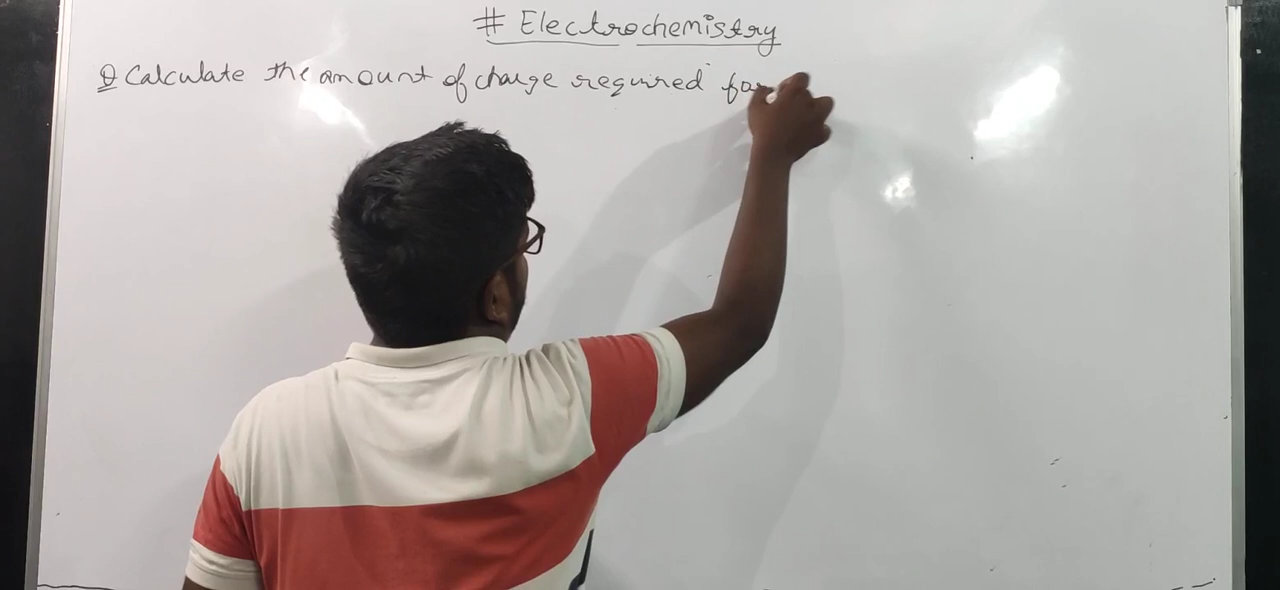 # Electrochemistry
Q Calculate the amount of charge required for